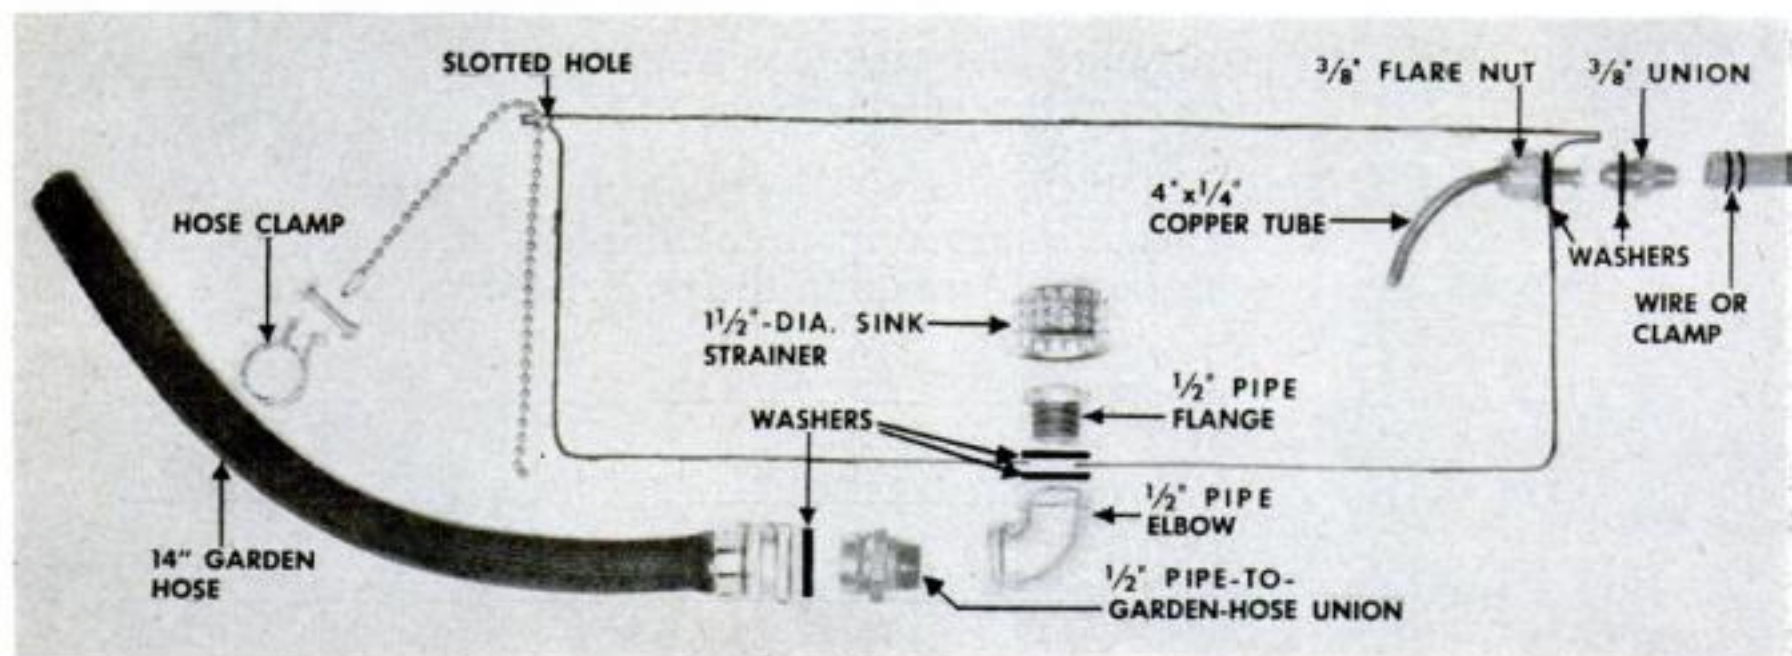 SLOTTED HOLE
3/8" FLARE NUT
3/8" UNION
HOSE CLAMP
4"x1/4"
COPPER TUBE
WASHERS
WIRE OR
CLAMP
1 1/2"-DIA. SINK
STRAINER
1/2" PIPE
FLANGE
WASHERS
1/2" PIPE
ELBOW
14" GARDEN
HOSE
1/2" PIPE-TO-
GARDEN-HOSE UNION